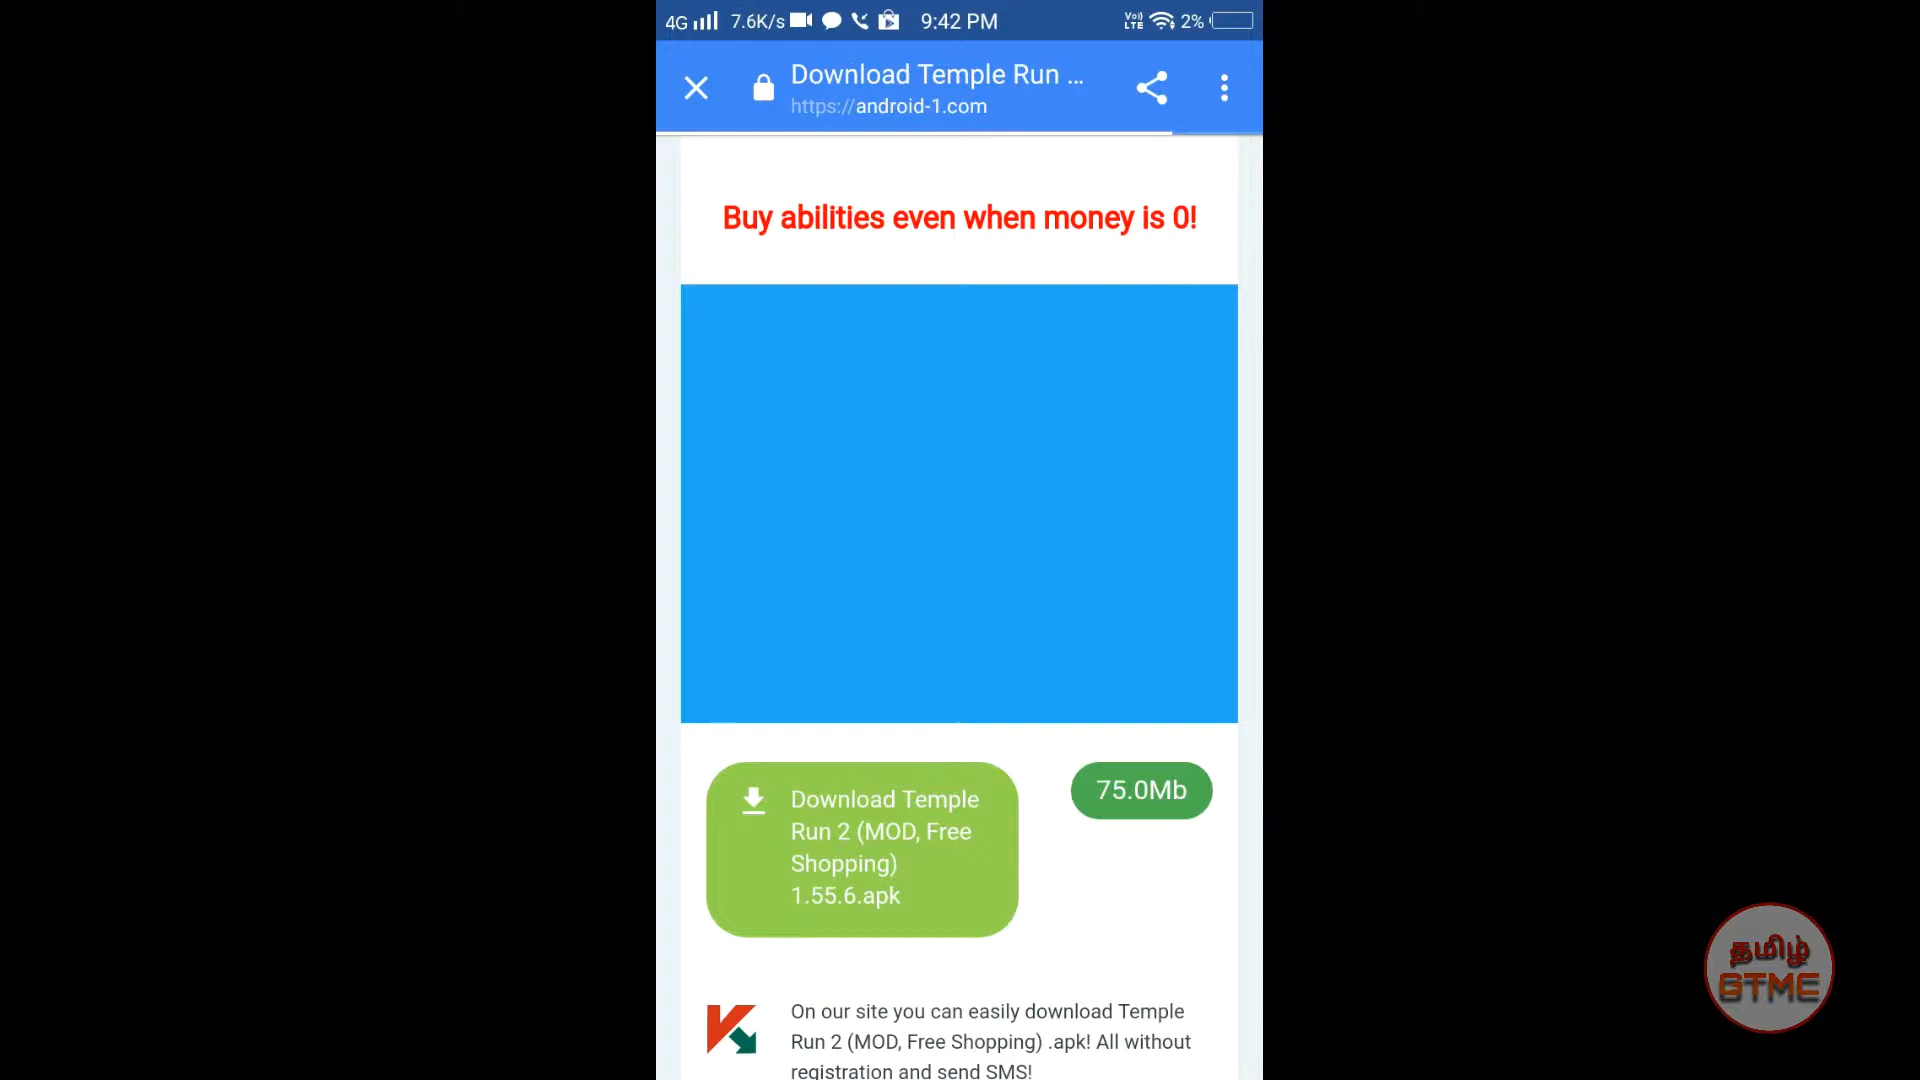 4G 7.6K/s 9:42 PM Vo)) LTE 2%
Download Temple Run ...
https://android-1.com
Buy abilities even when money is 0!
Download Temple
Run 2 (MOD, Free
Shopping)
1.55.6.apk
75.0Mb
On our site you can easily download Temple
Run 2 (MOD, Free Shopping) .apk! All without
registration and send SMS!
தமிழ்
GTME